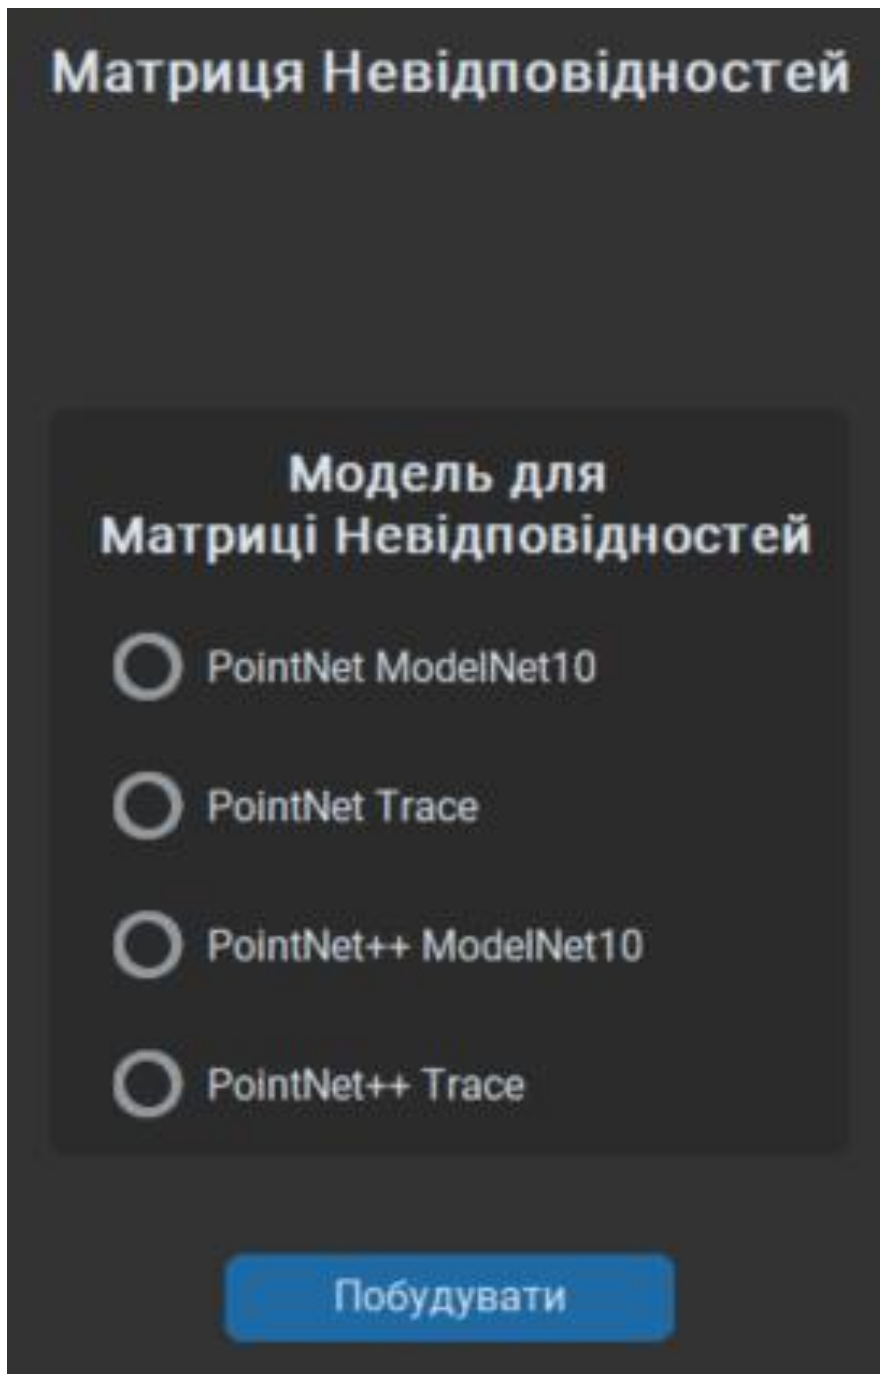 Матриця Невідповідностей
Модель для
Матриці Невідповідностей
PointNet ModelNet10
PointNet Trace
PointNet++ ModelNet10
PointNet++ Trace
Побудувати